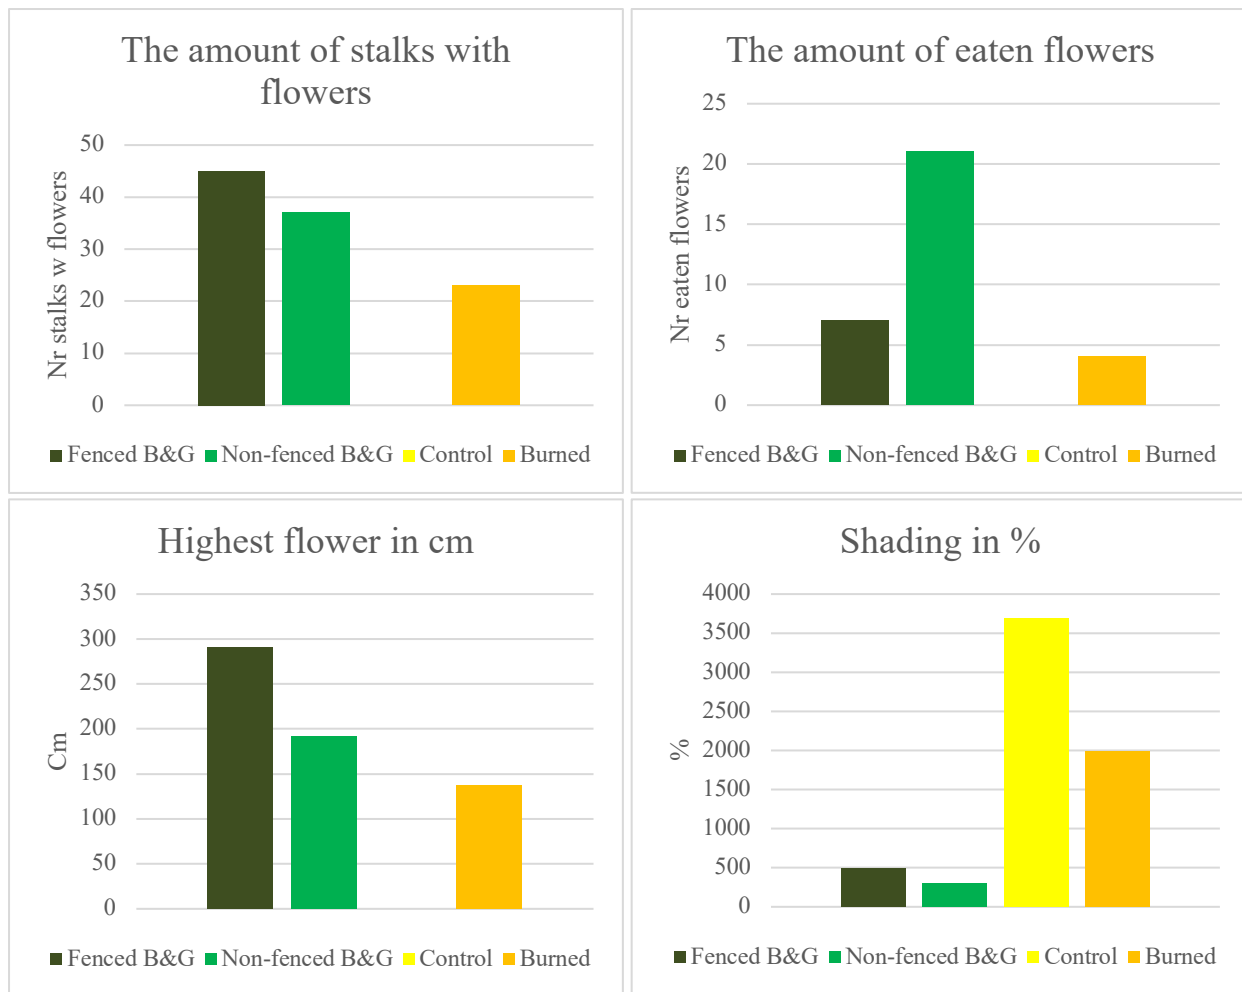 The amount of stalks with
flowers
50
40
30
20
10
0
Nr stalks w flowers
Fenced B&G Non-fenced B&G Control Burned
The amount of eaten flowers
25
20
15
10
5
0
Nr eaten flowers
Fenced B&G Non-fenced B&G Control Burned
Highest flower in cm
350
300
250
200
150
100
50
0
Cm
Fenced B&G Non-fenced B&G Control Burned
Shading in %
4000
3500
3000
2500
2000
1500
1000
500
0
%
Fenced B&G Non-fenced B&G Control Burned